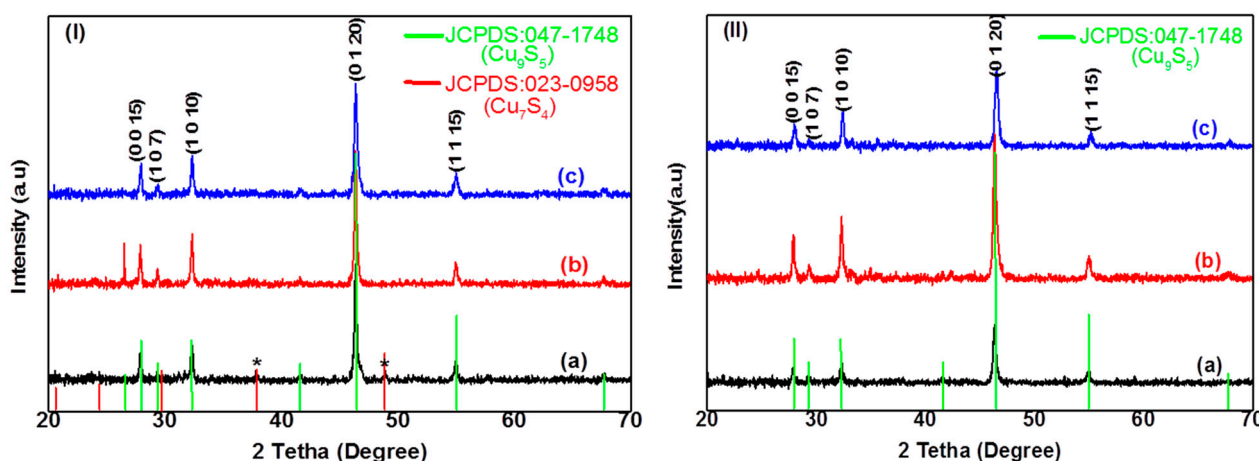 (I)
JCPDS:047-1748
(Cu₉S₅)
JCPDS:023-0958
(Cu₇S₄)
(0 0 15)
(1 0 7)
(1 0 10)
(0 1 20)
(1 1 15)
(c)
(b)
(a)
*
*
Intensity (a.u)
20 30 40 50 60 70
2 Tetha (Degree)
(II)
JCPDS:047-1748
(Cu₉S₅)
(0 0 15)
(1 0 7)
(1 0 10)
(0 1 20)
(1 1 15)
(c)
(b)
(a)
Intensity(a.u)
20 30 40 50 60 70
2 Tetha (Degree)